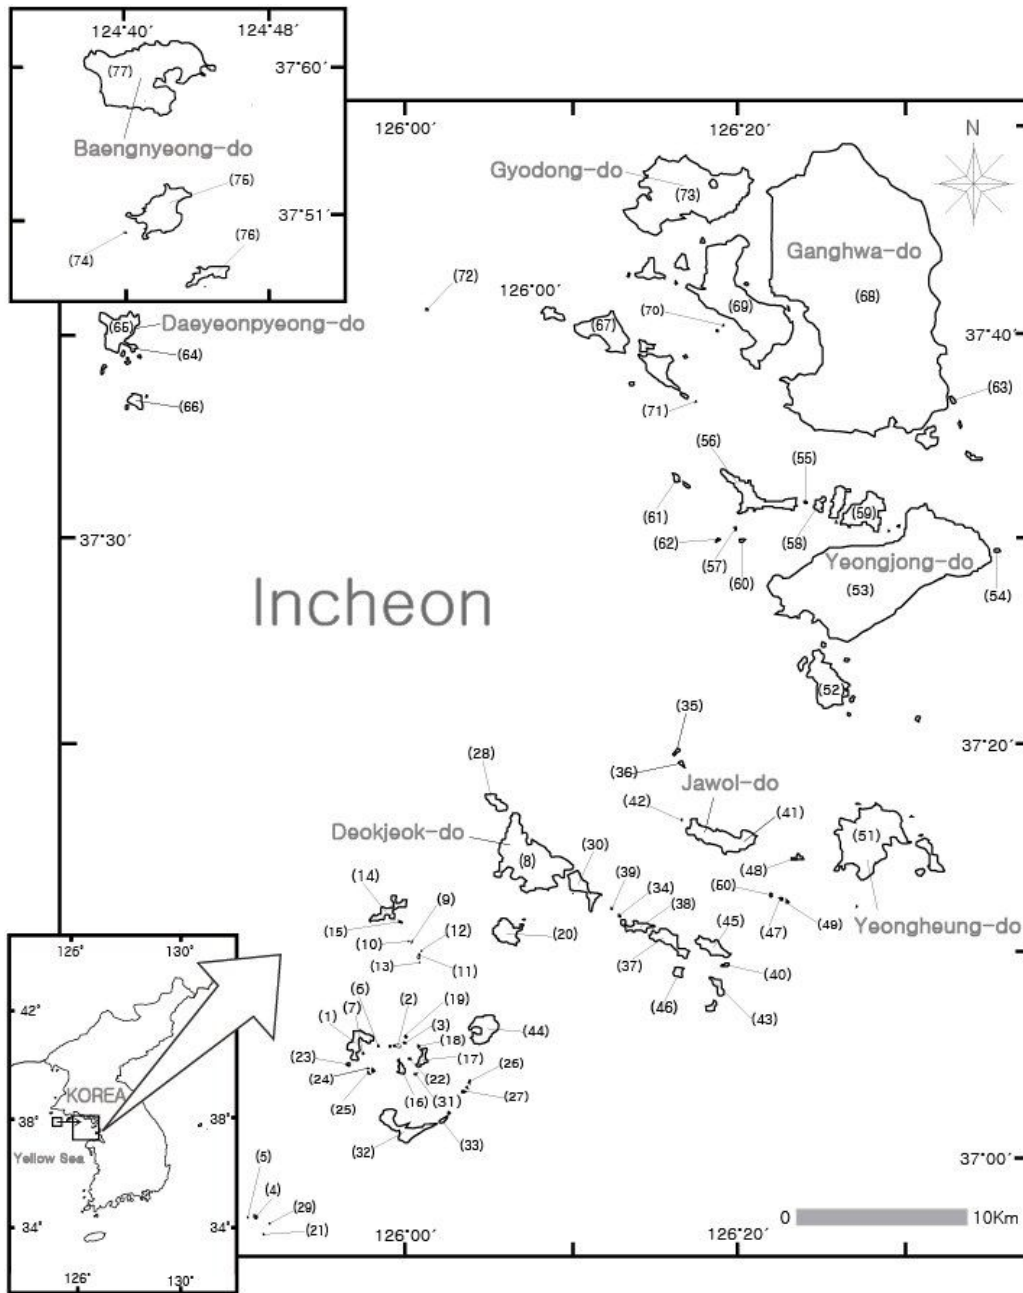 124°40′ 124°48′
(77) 37°60′
Baengnyeong-do
(75)
37°51′
(74) (76)
126°00′ 126°20′ N
Gyodong-do
(73)
Ganghwa-do
(72) 126°00′ (68)
(65) Daeyeonpyeong-do (70) (69)
(67) 37°40′
(64)
(63)
(66) (71)
(56) (55)
(61) (59)
37°30′ (62) (58)
(57) (60) Yeongjong-do
Incheon (53) (54)
(52)
(35)
37°20′
(36)
(28) Jawol-do
(42) (41)
Deokjeok-do (30) (51)
(8) (48)
(39) (50)
(14) (9) (34)
(38) (45) (47) (49)
(15) Yeongheung-do
(10) (12) (20)
(13) (11) (37) (40)
126° 130° (46)
(6) (2) (43)
(7) (19)
42° (1) (3) (18) (44)
(23) (17) (26)
KOREA (24) (22)
(25) (16) (31) (27)
38° 38°
(32) (33)
Yellow Sea 37°00′
(5) (4)
(29) 0 10Km
34° 34° (21)
126°00′ 126°20′
126° 130°